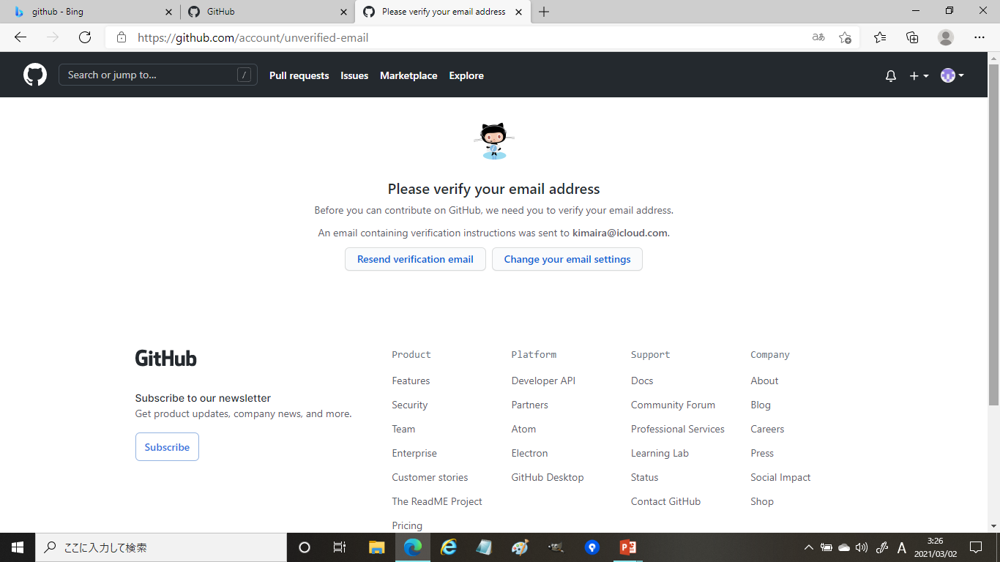 github - Bing
GitHub
Please verify your email address
https://github.com/account/unverified-email
aあ
Search or jump to...
/
Pull requests
Issues
Marketplace
Explore
Please verify your email address
Before you can contribute on GitHub, we need you to verify your email address.
An email containing verification instructions was sent to kimaira@icloud.com.
Resend verification email
Change your email settings
GitHub
Subscribe to our newsletter
Get product updates, company news, and more.
Subscribe
Product
Features
Security
Team
Enterprise
Customer stories
The ReadME Project
Pricing
Platform
Developer API
Partners
Atom
Electron
GitHub Desktop
Support
Docs
Community Forum
Professional Services
Learning Lab
Status
Contact GitHub
Company
About
Blog
Careers
Press
Social Impact
Shop
ここに入力して検索
A
3:26
2021/03/02